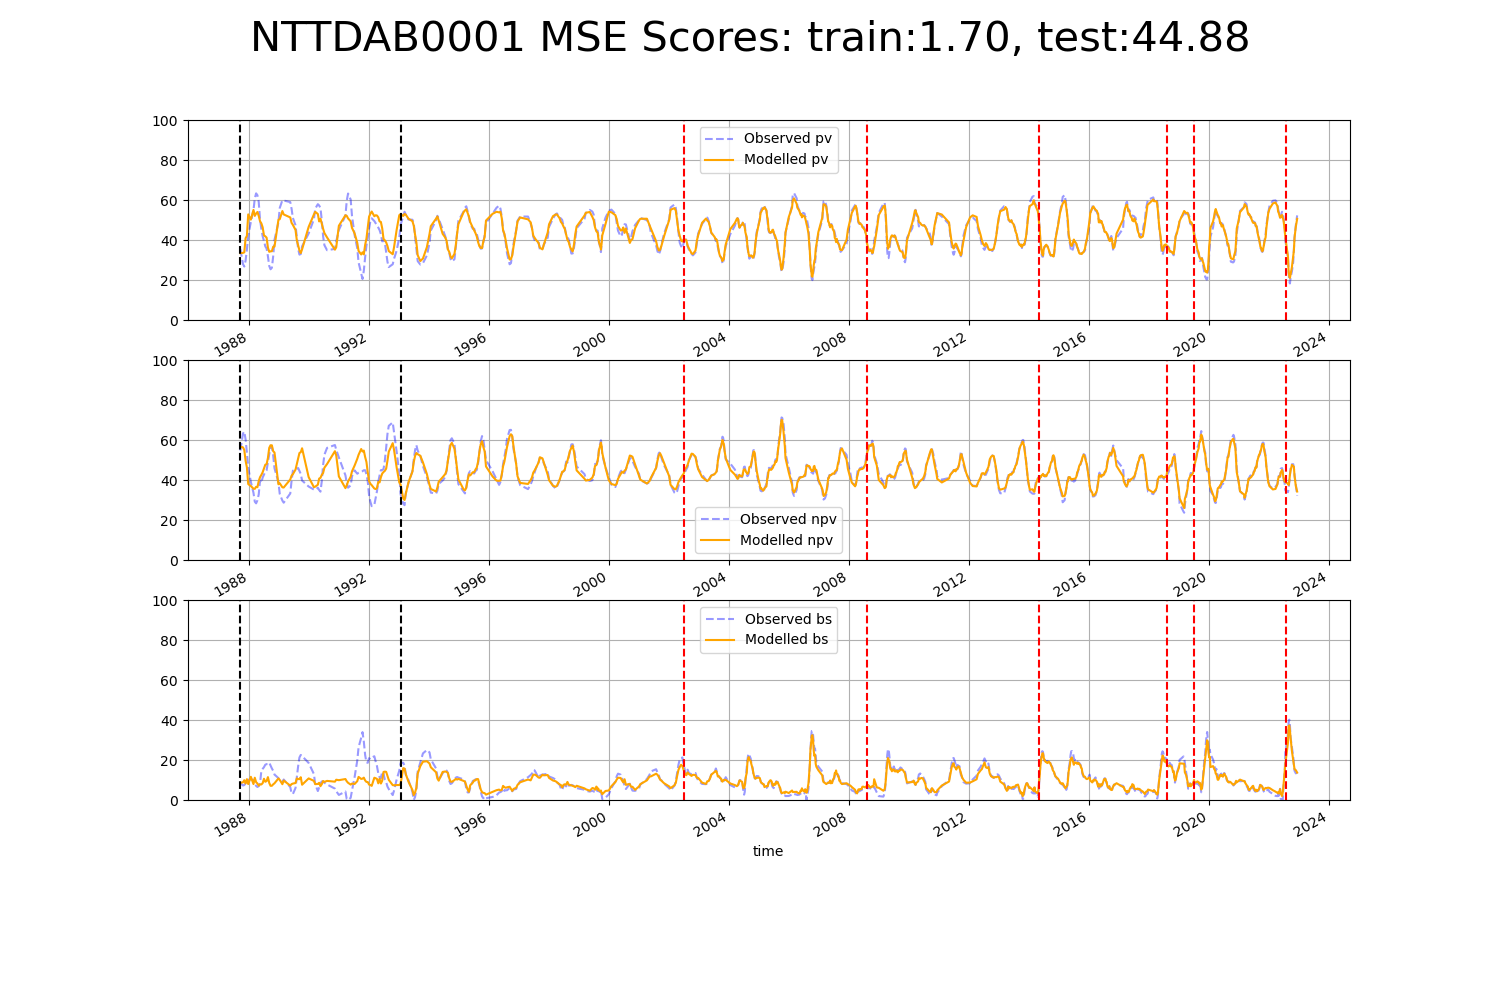 NTTDAB0001 MSE Scores: train:1.70, test:44.88
100
80
60
40
20
0
Observed pv
Modelled pv
1988 1992 1996 2000 2004 2008 2012 2016 2020 2024
100
80
60
40
20
0
Observed npv
Modelled npv
1988 1992 1996 2000 2004 2008 2012 2016 2020 2024
100
80
60
40
20
0
Observed bs
Modelled bs
1988 1992 1996 2000 2004 2008 2012 2016 2020 2024
time